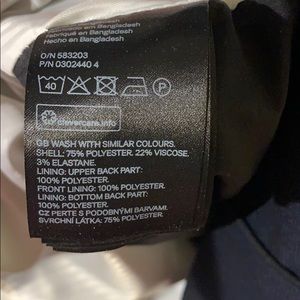 Fabriqué en Bangladesh
Hecho en Bangladesh
O/N 583203
P/N 0302440 4
40
P
clevercare.info
GB WASH WITH SIMILAR COLOURS.
SHELL: 75% POLYESTER. 22% VISCOSE.
3% ELASTANE.
LINING: UPPER BACK PART:
100% POLYESTER.
FRONT LINING: 100% POLYESTER.
LINING: BOTTOM BACK PART:
100% POLYESTER.
CZ PERTE S PODOBNÝMI BARVAMI.
SVRCHNÍ LÁTKA: 75% POLYESTER.